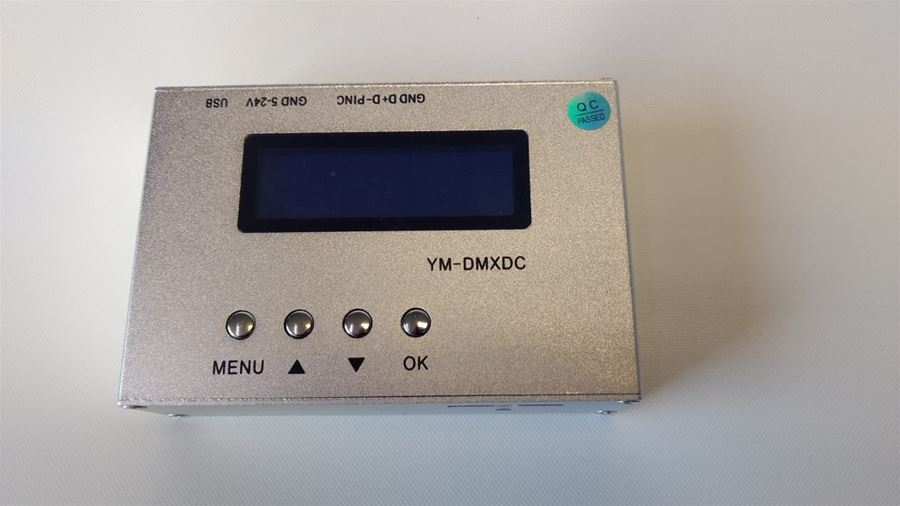 GND D+D-PINC GND 5-24V USB
QC
PASSED
YM-DMXDC
MENU ▲ ▼ OK